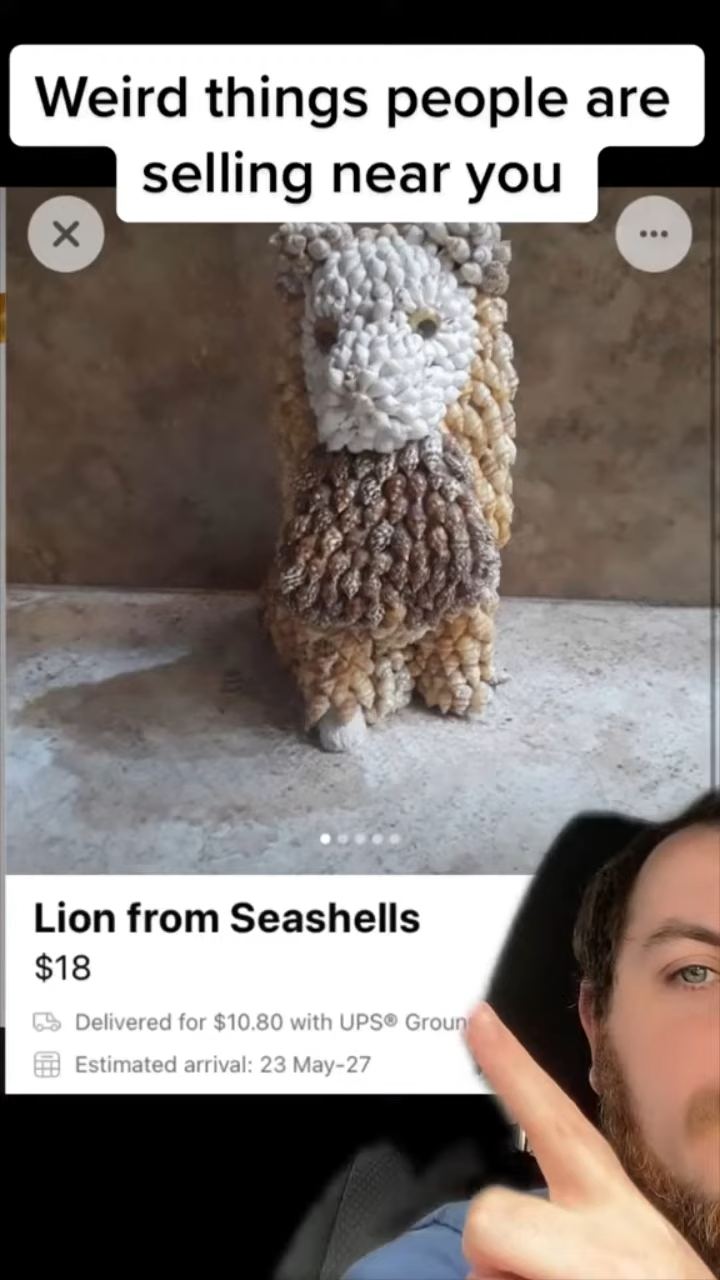 Weird things people are
selling near you
Lion from Seashells
$18
Delivered for $10.80 with UPS®
Estimated arrival: 23 May-27